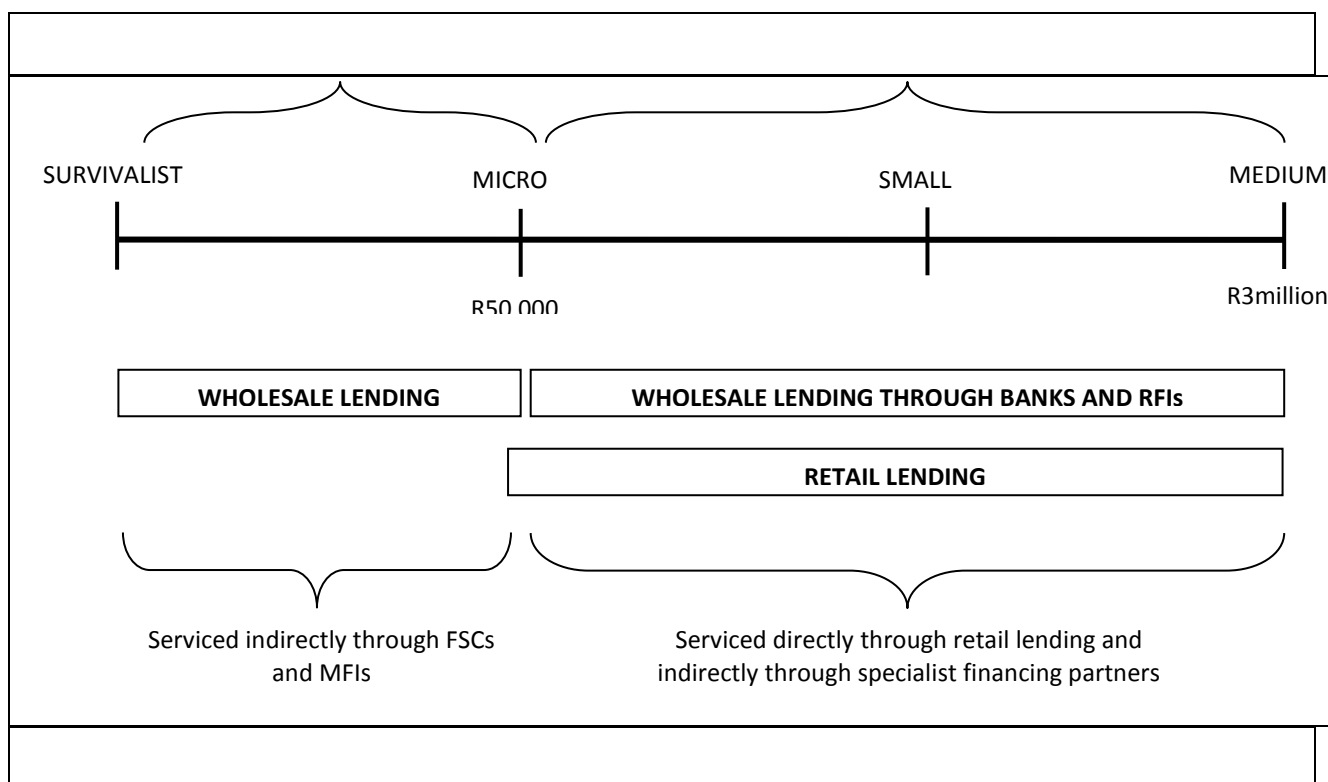 SURVIVALIST MICRO SMALL MEDIUM
R50 000 R3million
WHOLESALE LENDING WHOLESALE LENDING THROUGH BANKS AND RFIs
RETAIL LENDING
Serviced indirectly through FSCs
and MFIs
Serviced directly through retail lending and
indirectly through specialist financing partners